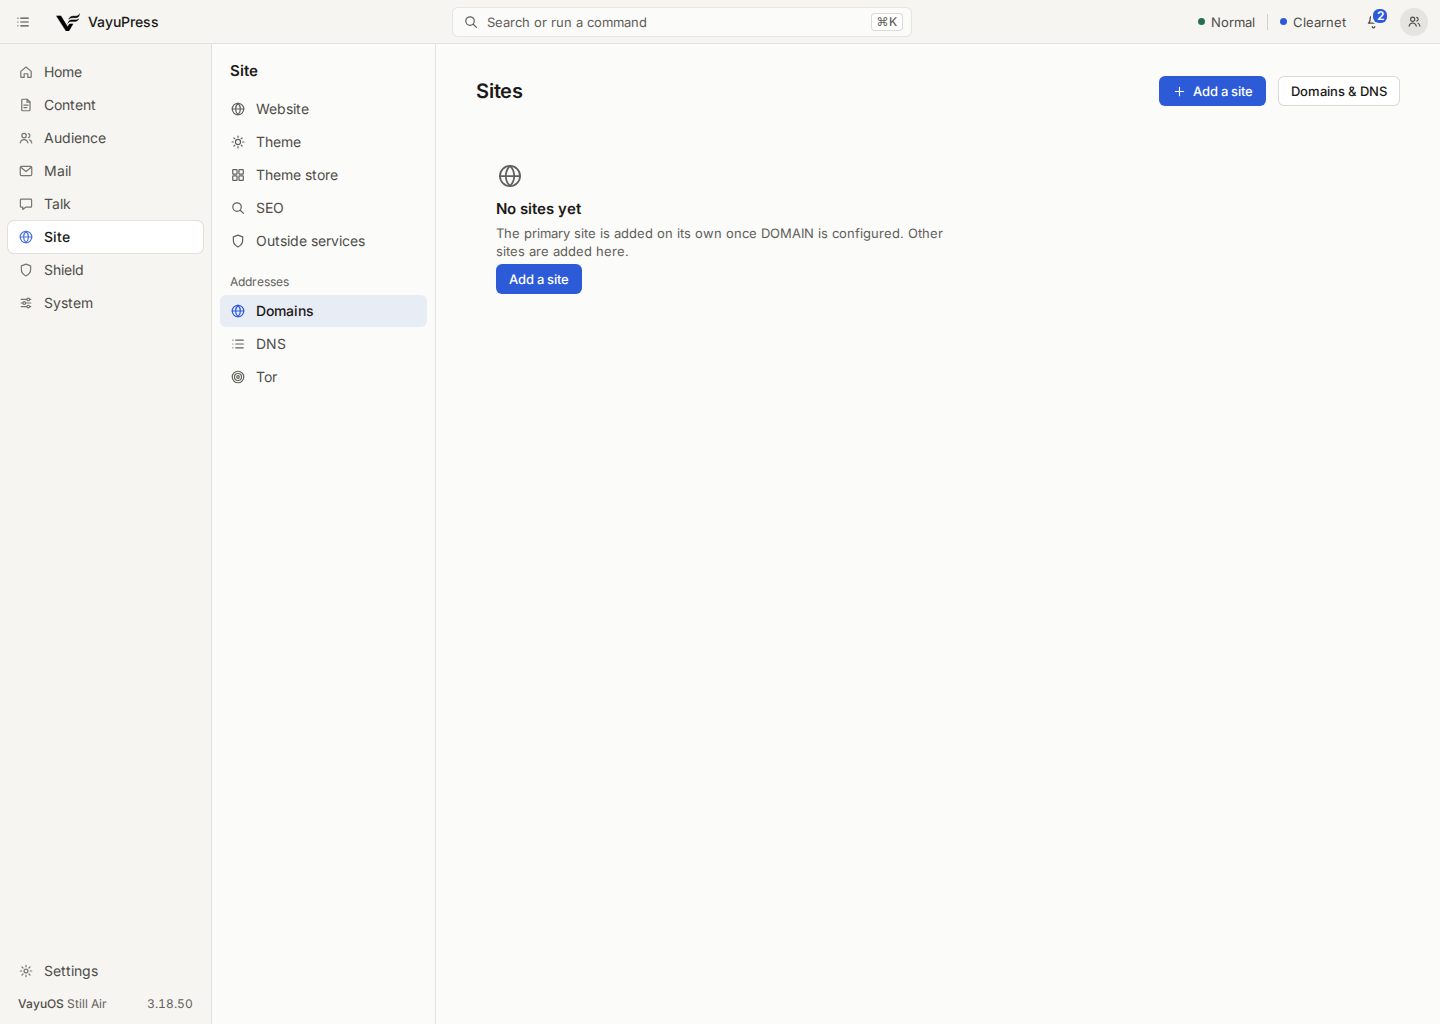 VayuPress
Search or run a command
⌘K
Normal
Clearnet
2
Home
Content
Audience
Mail
Talk
Site
Shield
System
Settings
VayuOS Still Air
3.18.50
Site
Website
Theme
Theme store
SEO
Outside services
Addresses
Domains
DNS
Tor
Sites
Add a site
Domains & DNS
No sites yet
The primary site is added on its own once DOMAIN is configured. Other
sites are added here.
Add a site